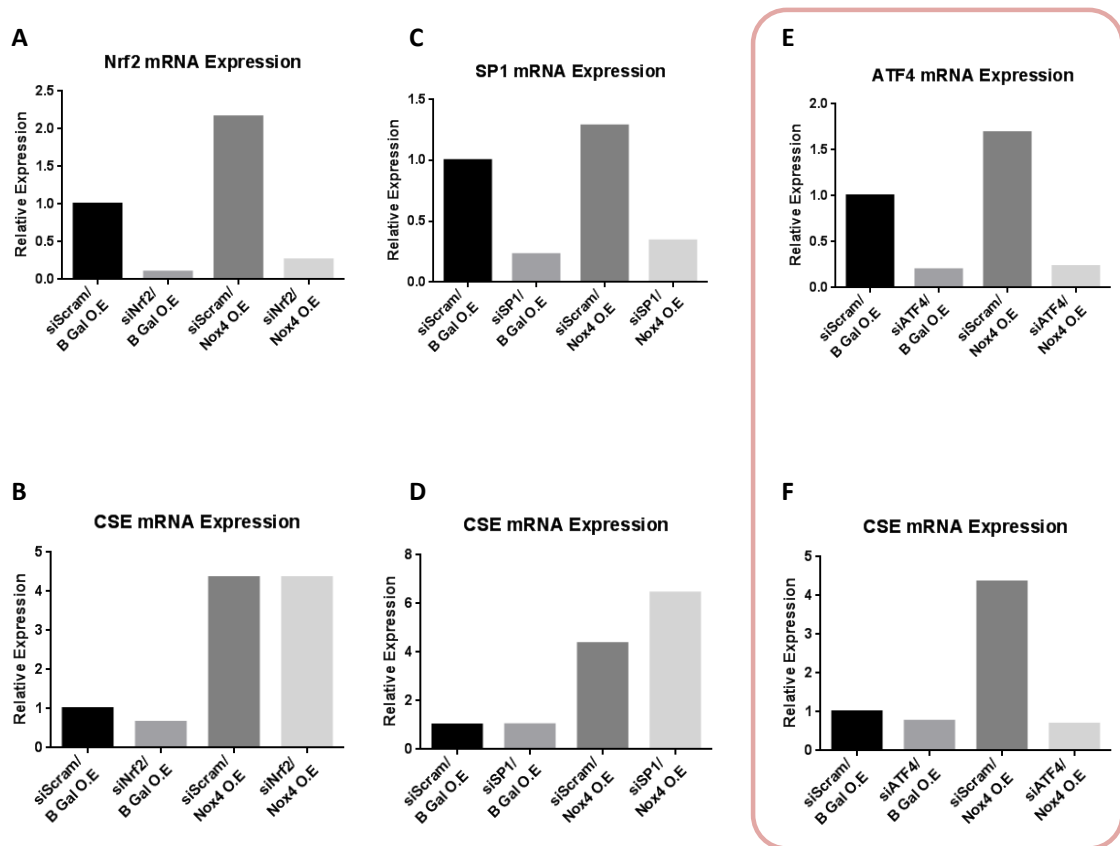 A
Nrf2 mRNA Expression
Relative Expression
2.5
2.0
1.5
1.0
0.5
0.0
siScram/
B Gal O.E
siNrf2/
B Gal O.E
siScram/
Nox4 O.E
siNrf2/
Nox4 O.E
C
SP1 mRNA Expression
Relative Expression
1.5
1.0
0.5
0.0
siScram/
B Gal O.E
siSP1/
B Gal O.E
siScram/
Nox4 O.E
siSP1/
Nox4 O.E
E
ATF4 mRNA Expression
Relative Expression
2.0
1.5
1.0
0.5
0.0
siScram/
B Gal O.E
siATF4/
B Gal O.E
siScram/
Nox4 O.E
siATF4/
Nox4 O.E
B
CSE mRNA Expression
Relative Expression
5
4
3
2
1
0
siScram/
B Gal O.E
siNrf2/
B Gal O.E
siScram/
Nox4 O.E
siNrf2/
Nox4 O.E
D
CSE mRNA Expression
Relative Expression
8
6
4
2
0
siScram/
B Gal O.E
siSP1/
B Gal O.E
siScram/
Nox4 O.E
siSP1/
Nox4 O.E
F
CSE mRNA Expression
Relative Expression
5
4
3
2
1
0
siScram/
B Gal O.E
siATF4/
B Gal O.E
siScram/
Nox4 O.E
siATF4/
Nox4 O.E